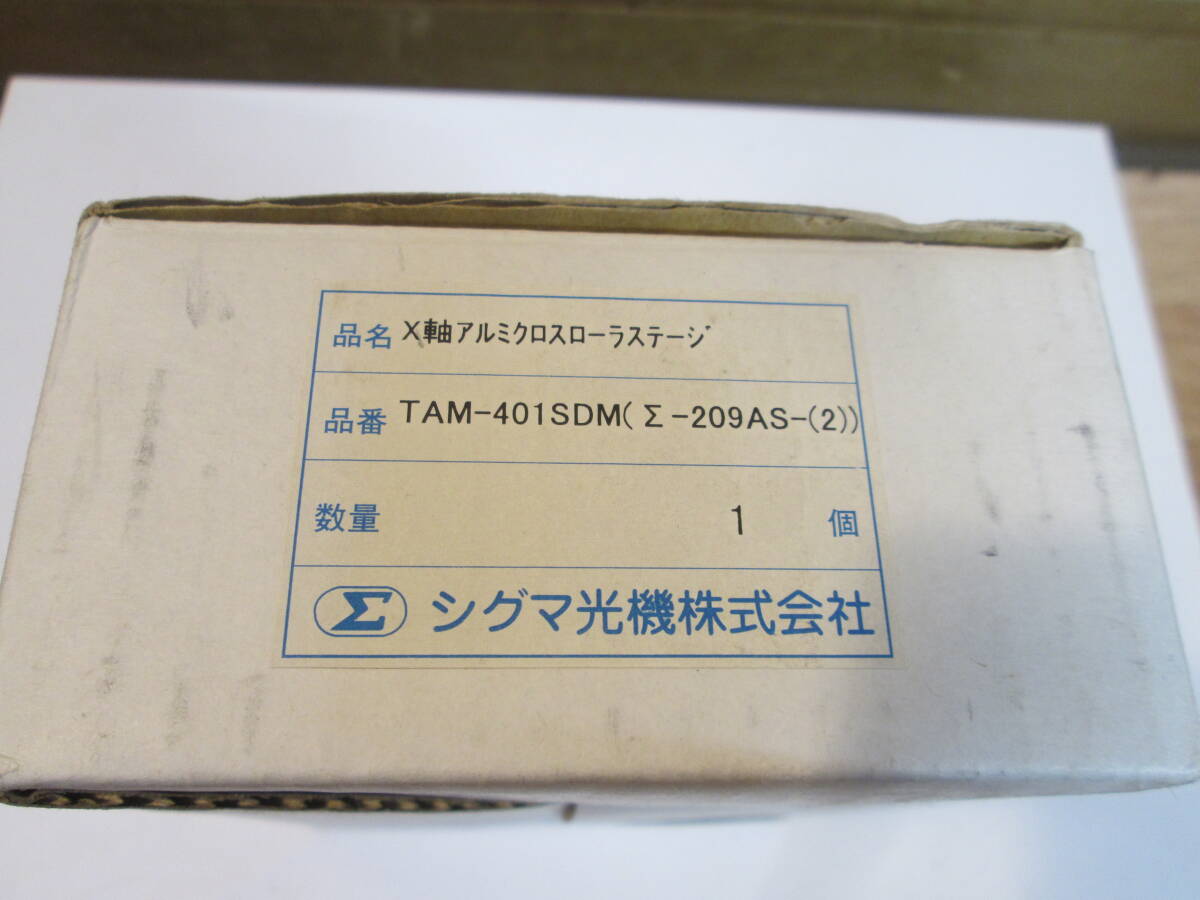 品名 X軸アルミクロスローラステージ
品番 TAM-401SDM(Σ-209AS-(2))
数量 1 個
Σ シグマ光機株式会社